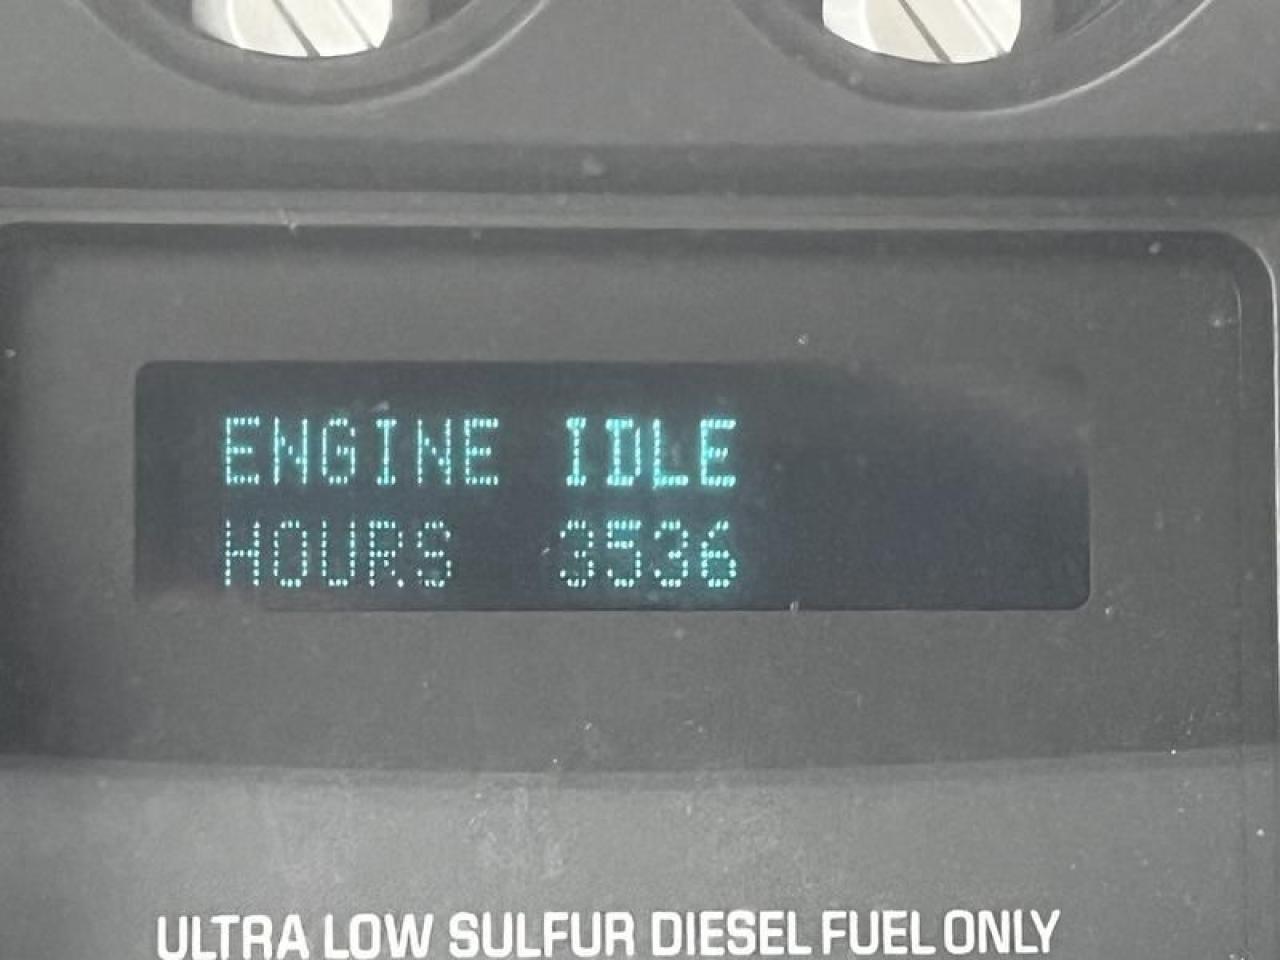 ENGINE IDLE
HOURS 3536
ULTRA LOW SULFUR DIESEL FUEL ONLY